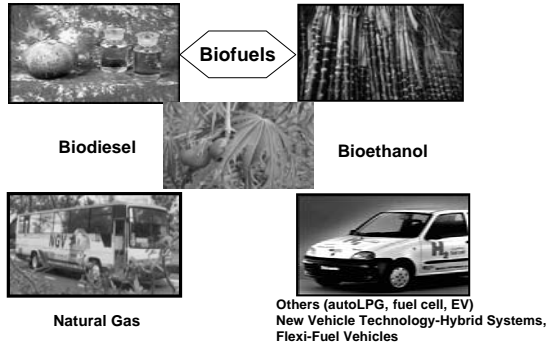 Biofuels
Biodiesel
Bioethanol
NGV
H2
Natural Gas
Others (autoLPG, fuel cell, EV)
New Vehicle Technology-Hybrid Systems,
Flexi-Fuel Vehicles